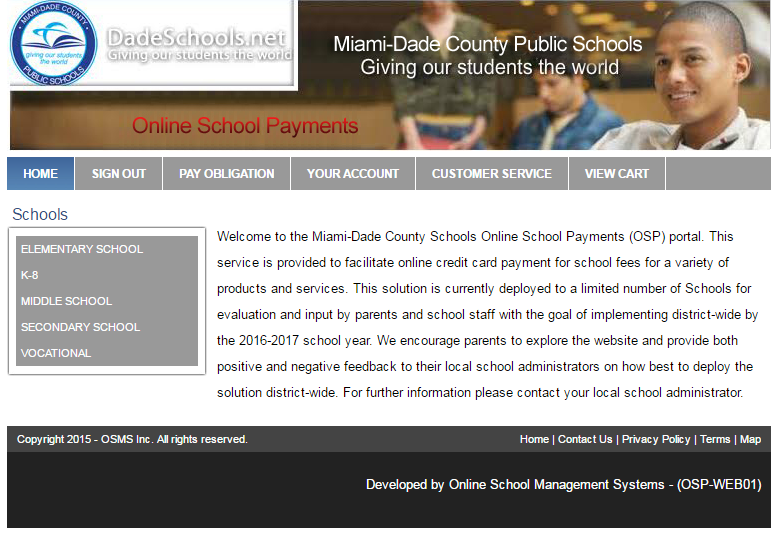 MIAMI-DADE COUNTY
giving our students
the world
PUBLIC SCHOOLS
DadeSchools.net
Giving our students the world
Miami-Dade County Public Schools
Giving our students the world
Online School Payments
HOME
SIGN OUT
PAY OBLIGATION
YOUR ACCOUNT
CUSTOMER SERVICE
VIEW CART
Schools
ELEMENTARY SCHOOL
K-8
MIDDLE SCHOOL
SECONDARY SCHOOL
VOCATIONAL
Welcome to the Miami-Dade County Schools Online School Payments (OSP) portal. This
service is provided to facilitate online credit card payment for school fees for a variety of
products and services. This solution is currently deployed to a limited number of Schools for
evaluation and input by parents and school staff with the goal of implementing district-wide by
the 2016-2017 school year. We encourage parents to explore the website and provide both
positive and negative feedback to their local school administrators on how best to deploy the
solution district-wide. For further information please contact your local school administrator.
Copyright 2015 - OSMS Inc. All rights reserved.
Home | Contact Us | Privacy Policy | Terms | Map
Developed by Online School Management Systems - (OSP-WEB01)